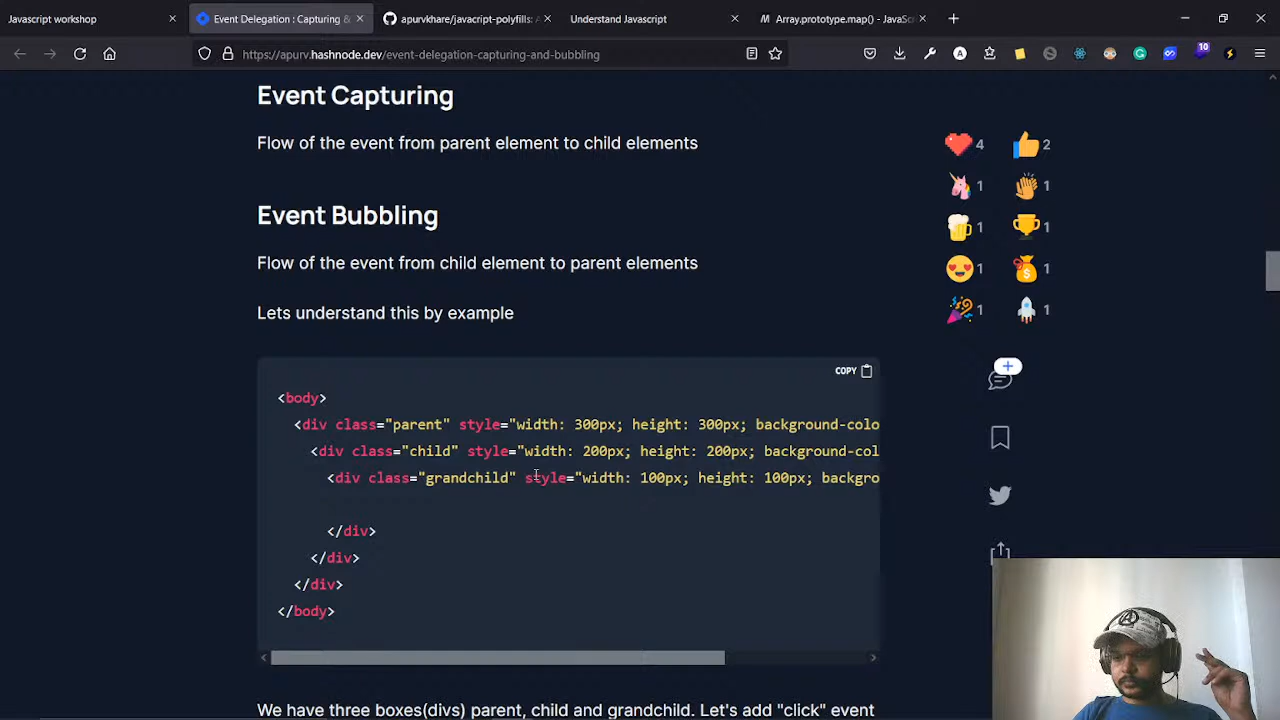 Javascript workshop
Event Delegation : Capturing &
apurvkhare/javacript-polyfills: A
Understand Javascript
Array.prototype.map() - JavaScr
https://apurv.hashnode.dev/event-delegation-capturing-and-bubbling
10
Event Capturing
Flow of the event from parent element to child elements
4
2
1
1
Event Bubbling
1
1
Flow of the event from child element to parent elements
1
1
Lets understand this by example
1
1
COPY
<body>
<div class="parent" style="width: 300px; height: 300px; background-colo
<div class="child" style="width: 200px; height: 200px; background-col
<div class="grandchild" style="width: 100px; height: 100px; backgro
</div>
</div>
</div>
</body>
We have three boxes(divs) parent, child and grandchild. Let's add "click" event